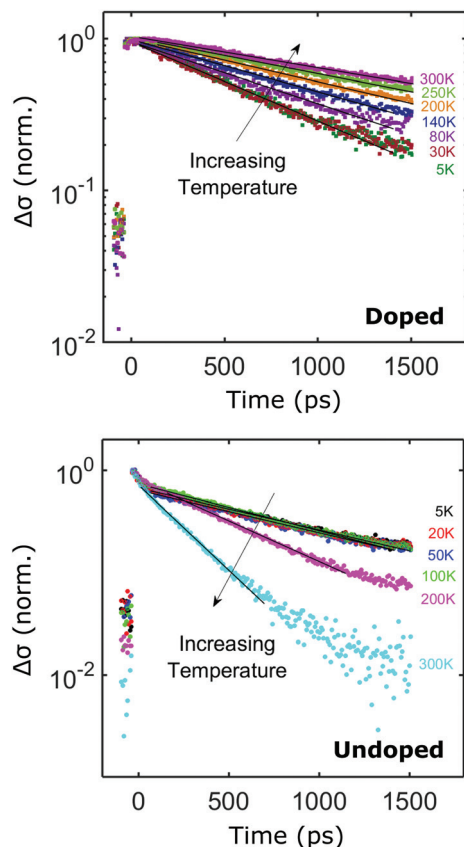 Δσ (norm.)
10^0
10^-1
10^-2
Increasing
Temperature
300K
250K
200K
140K
80K
30K
5K
Doped
0
500
1000
1500
Time (ps)
Δσ (norm.)
10^0
10^-2
Increasing
Temperature
5K
20K
50K
100K
200K
300K
Undoped
0
500
1000
1500
Time (ps)